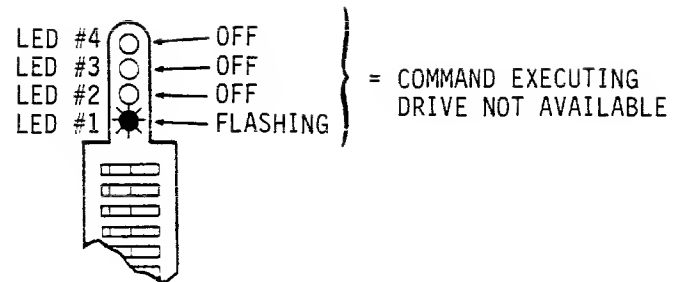 LED #4 OFF
LED #3 OFF
LED #2 OFF
LED #1 FLASHING
= COMMAND EXECUTING
DRIVE NOT AVAILABLE